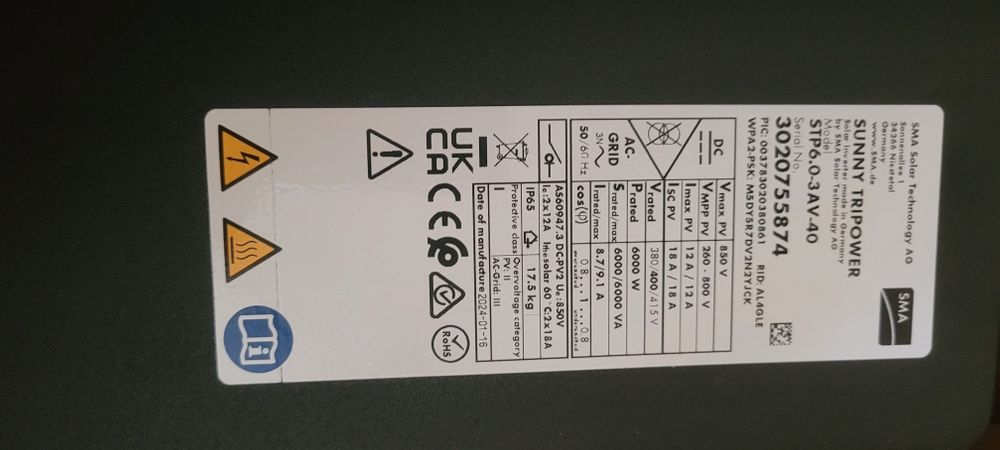 SMA Solar Technology AG
Sonnenallee 1
34266 Niestetal
Germany
www.SMA.de
SMA
SUNNY TRIPOWER
Solar inverter made in Germany
by SMA Solar Technology AG
Model
STP6.0-3AV-40
Serial No.
3020755874
PIC: 00378302038086​1 RID: AL4GLE
WPA2-PSK: M5DY5R7DV2N2YJCK
DC
Vmax PV 850 V
VMPP PV 260 - 800 V
Imax PV 12 A / 12 A
ISC PV 18 A / 18 A
AC-
GRID
3N
50/60 Hz
Vrated 380/400/415 V
Prated 6000 W
Srated/max 6000/6000 VA
Irated/max 8.7/9.1 A
cos(φ) 0.8...1...0.8
AS60947.3 DC-PV2 Ue:850V
Ie:2x12A Imesolar 60°C:2x18A
IP65 17.5 kg
Protective class Overvoltage category
I PV: II
AC-Grid: III
Date of manufacture 2024-01-16
UK
CA CE RoHS